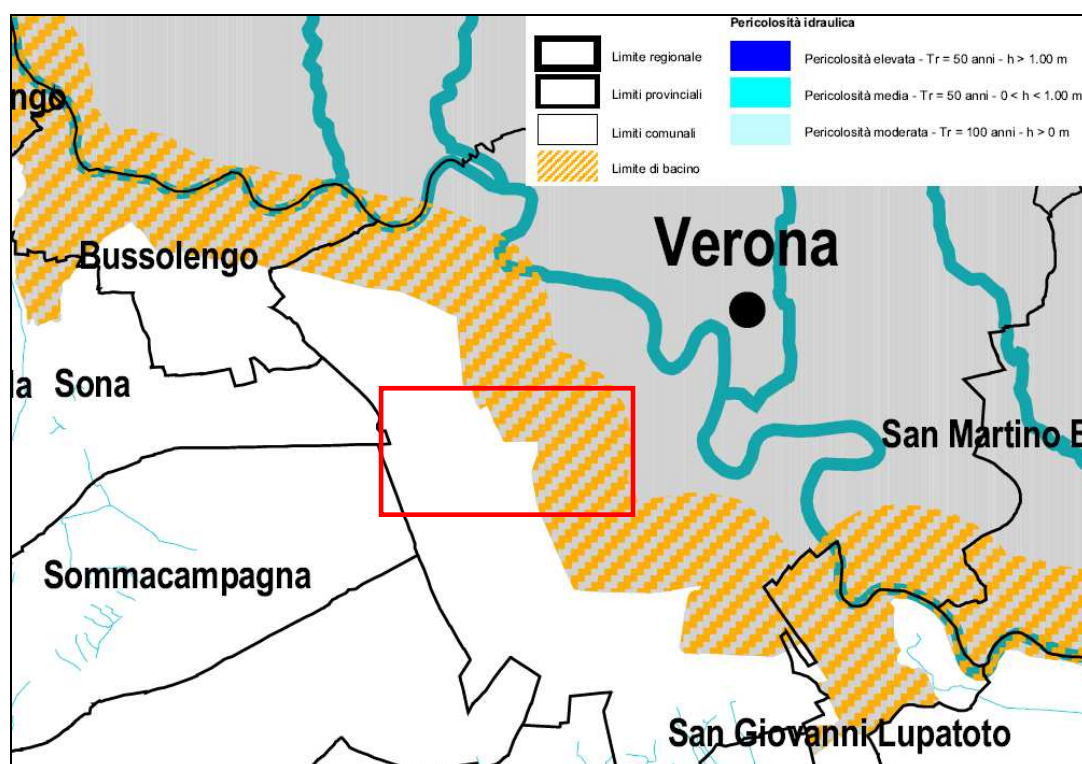 Pericolosità idraulica
Limite regionale
Limiti provinciali
Limiti comunali
Limite di bacino
Pericolosità elevata - Tr = 50 anni - h > 1.00 m
Pericolosità media - Tr = 50 anni - 0 < h < 1.00 m
Pericolosità moderata - Tr = 100 anni - h > 0 m
ngo
Verona
Bussolengo
la Sona
San Martino B
Sommacampagna
San Giovanni Lupatoto